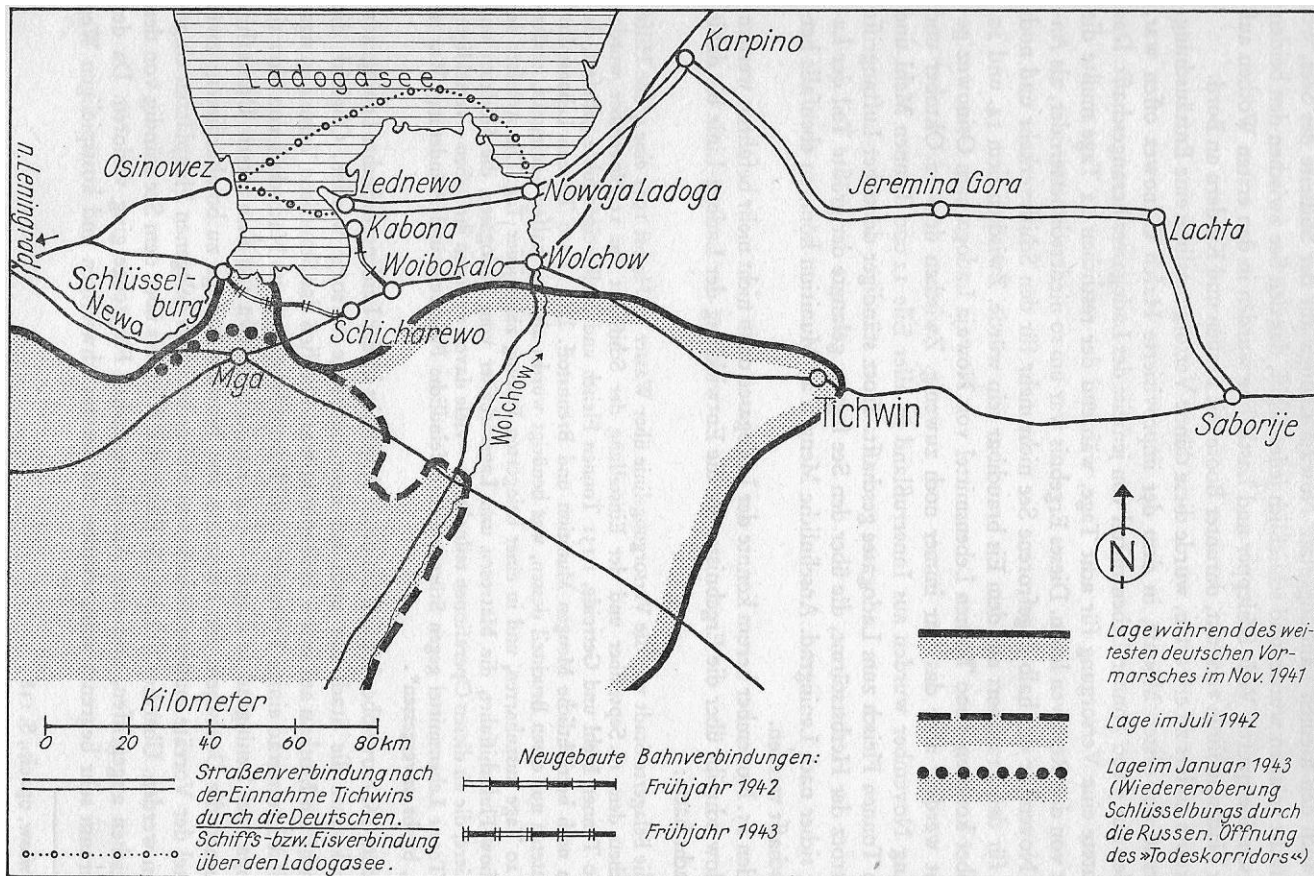 Ladogasee
Karpino
Osinowez
Lednewo
Nowaja Ladoga
Jeremina Gora
Lachta
n. Leningrad
Kabona
Woibokalo
Wolchow
Schlüssel-
burg
Newa
Schicharewo
Mga
Wolchow
Tichwin
Saborije
N
Kilometer
0 20 40 60 80 km
Straßenverbindung nach
der Einnahme Tichwins
durch die Deutschen.
Schiffs-bzw. Eisverbindung
über den Ladogasee.
Neugebaute Bahnverbindungen:
Frühjahr 1942
Frühjahr 1943
Lage während des wei-
testen deutschen Vor-
marsches im Nov. 1941
Lage im Juli 1942
Lage im Januar 1943
(Wiedereroberung
Schlüsselburgs durch
die Russen. Öffnung
des »Todeskorridors«)